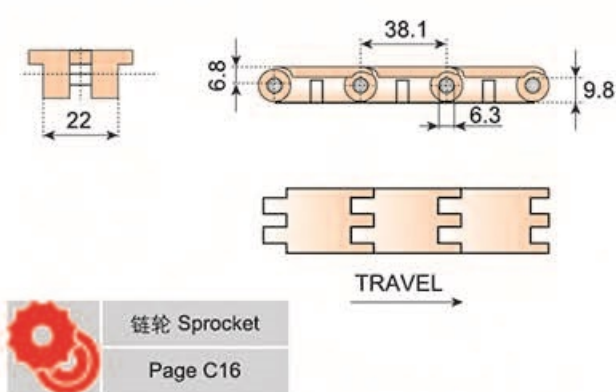 38.1
6.8
9.8
22
6.3
TRAVEL
链轮 Sprocket
Page C16